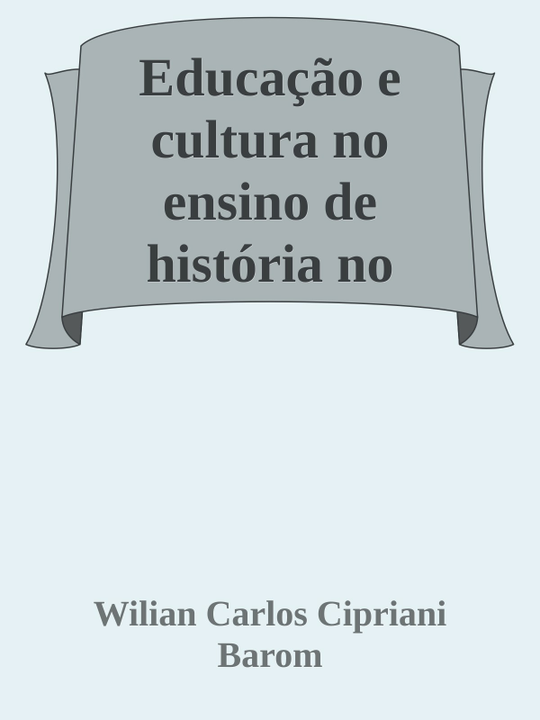 Educação e
cultura no
ensino de
história no
Wilian Carlos Cipriani
Barom